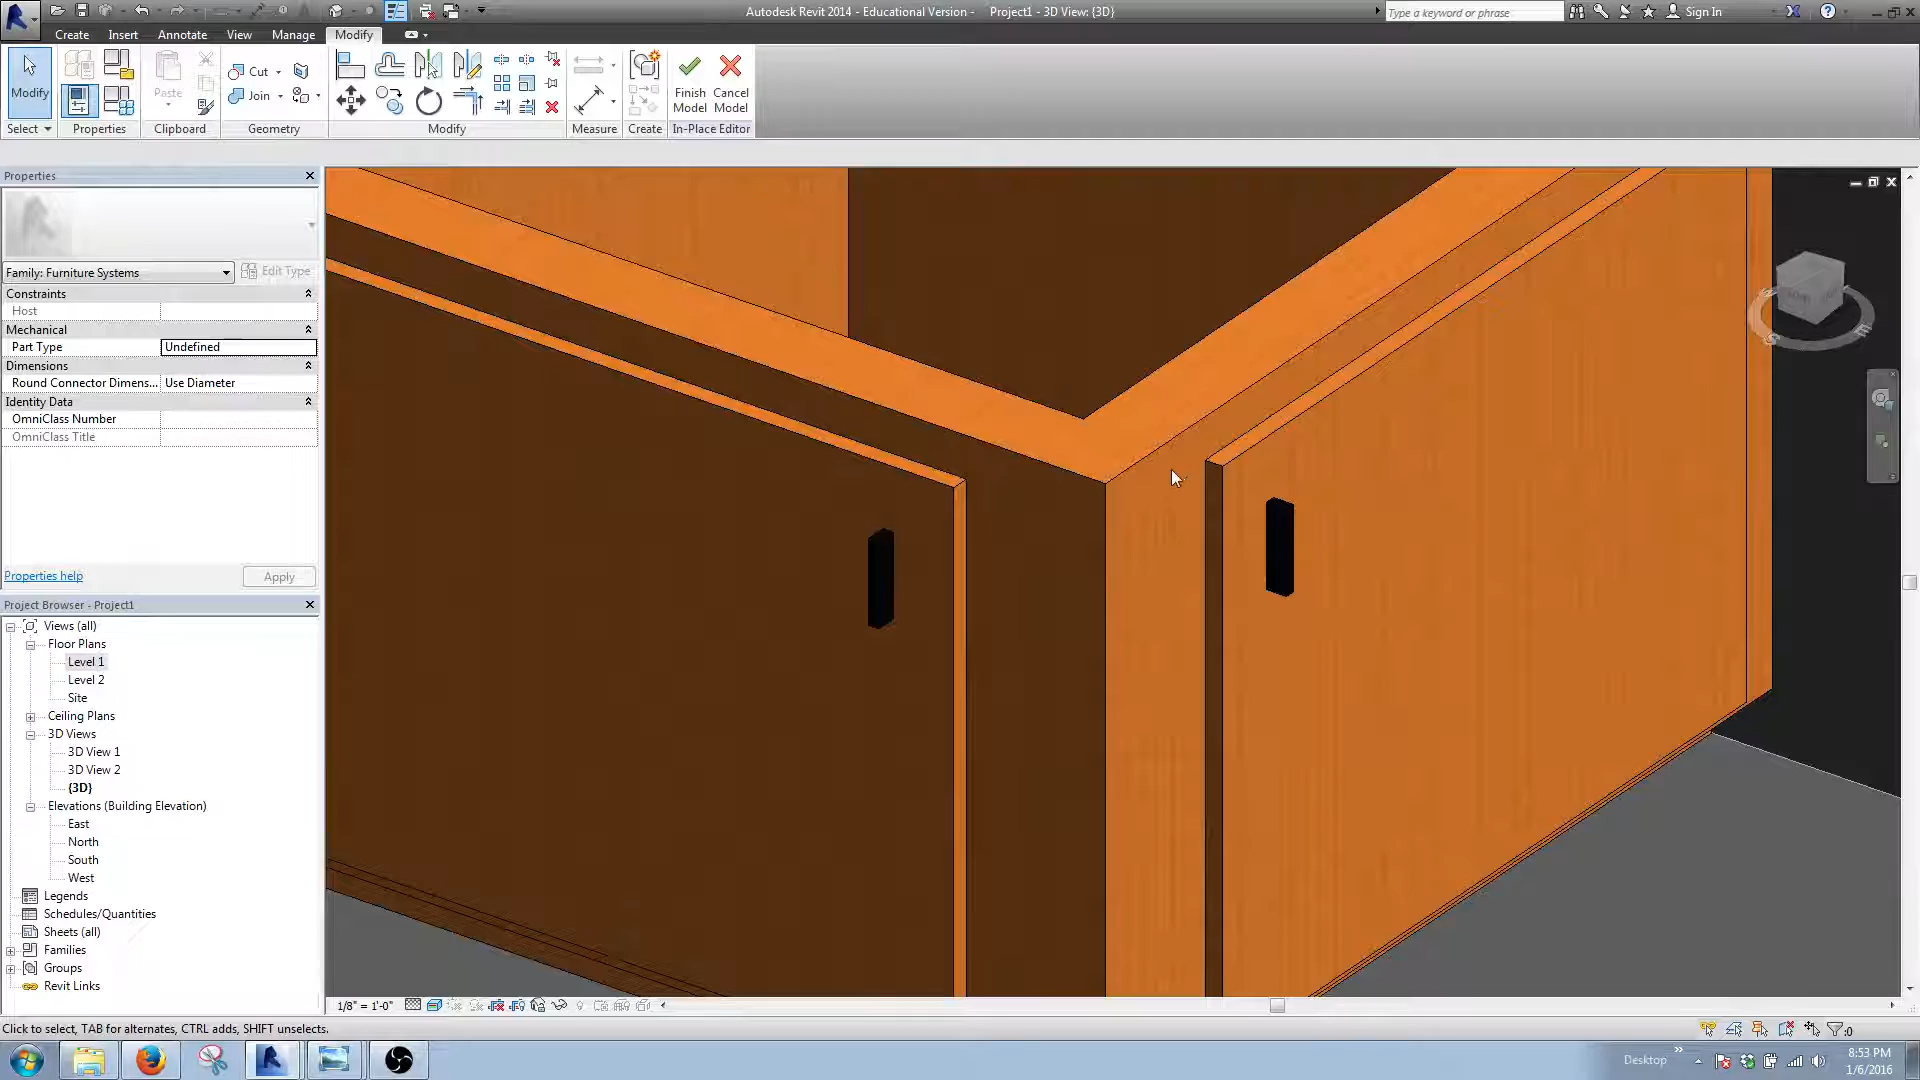 Autodesk Revit 2014 - Educational Version -     Project1 - 3D View: {3D}
Type a keyword or phrase
Sign In
Create  Insert  Annotate  View  Manage  Modify
Modify
Paste
Cut
Join
Finish Model
Cancel Model
Select  Properties  Clipboard  Geometry  Modify  Measure  Create  In-Place Editor
Properties
Family: Furniture Systems  Edit Type
Constraints
Host
Mechanical
Part Type  Undefined
Dimensions
Round Connector Dimens...  Use Diameter
Identity Data
OmniClass Number
OmniClass Title
Properties help  Apply
Project Browser - Project1
Views (all)
Floor Plans
Level 1
Level 2
Site
Ceiling Plans
3D Views
3D View 1
3D View 2
{3D}
Elevations (Building Elevation)
East
North
South
West
Legends
Schedules/Quantities
Sheets (all)
Families
Groups
Revit Links
1/8" = 1'-0"
Click to select, TAB for alternates, CTRL adds, SHIFT unselects.
:0
Desktop
8:53 PM
1/6/2016